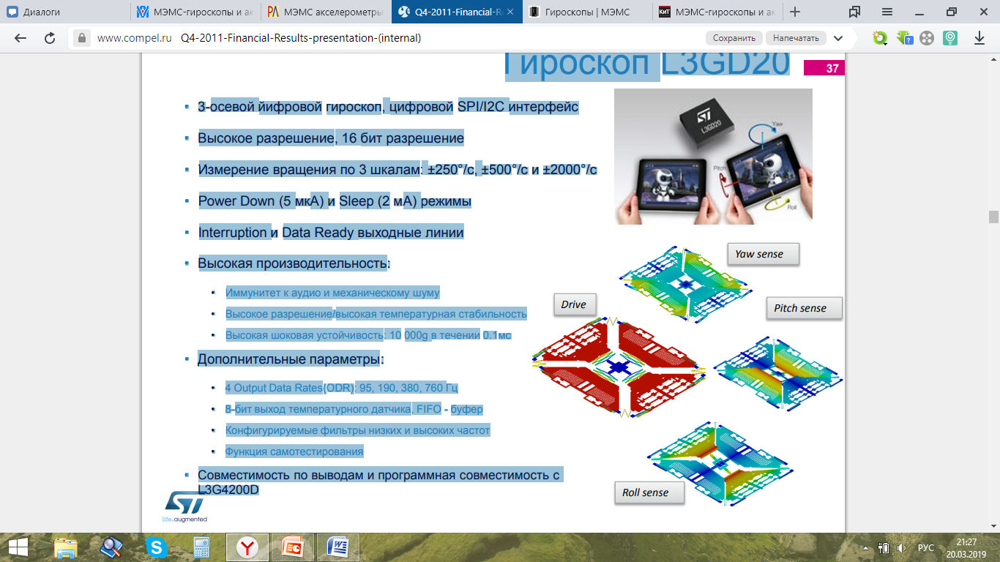 Диалоги
МЭМС-гироскопы и ак
МЭМС акселерометры
Q4-2011-Financial-Re
Гироскопы | МЭМС
КиТ
МЭМС-гироскопы и ак
www.compel.ru Q4-2011-Financial-Results-presentation-(internal)
Сохранить
Напечатать
Гироскоп L3GD20
37
3-осевой йифровой гироскоп, цифровой SPI/I2C интерфейс
Высокое разрешение, 16 бит разрешение
Измерение вращения по 3 шкалам: ±250°/с, ±500°/с и ±2000°/с
Power Down (5 мкА) и Sleep (2 мА) режимы
Interruption и Data Ready выходные линии
Высокая производительность:
Иммунитет к аудио и механическому шуму
Высокое разрешение/высокая температурная стабильность
Высокая шоковая устойчивость: 10 000g в течении 0.1мс
Дополнительные параметры:
4 Output Data Rates(ODR): 95, 190, 380, 760 Гц
8-бит выход температурного датчика, FIFO - буфер
Конфигурируемые фильтры низких и высоких частот
Функция самотестирования
Совместимость по выводам и программная совместимость с
L3G4200D
ST
life.augmented
ST
L3GD20
Yaw
Pitch
Roll
Yaw sense
Drive
Pitch sense
Roll sense
РУС
21:27
20.03.2019